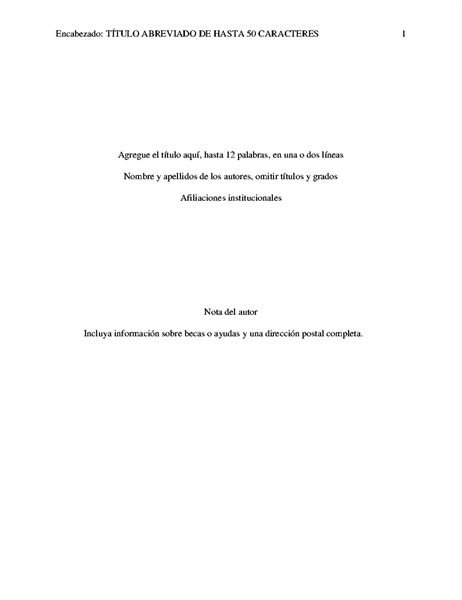 Encabezado: TÍTULO ABREVIADO DE HASTA 50 CARACTERES 1
Agregue el título aquí, hasta 12 palabras, en una o dos líneas
Nombre y apellidos de los autores, omitir títulos y grados
Afiliaciones institucionales
Nota del autor
Incluya información sobre becas o ayudas y una dirección postal completa.